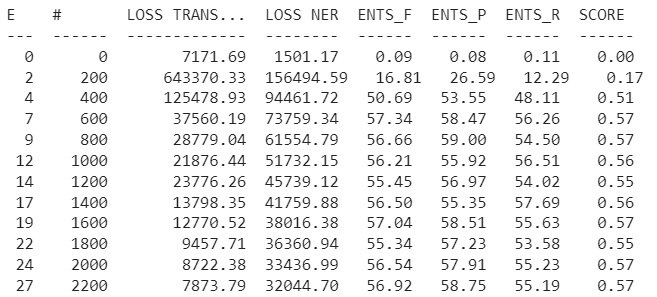 E # LOSS TRANS... LOSS NER ENTS_F ENTS_P ENTS_R SCORE
--- ------ ------------- -------- ------ ------ ------ ------
0 0 7171.69 1501.17 0.09 0.08 0.11 0.00
2 200 643370.33 156494.59 16.81 26.59 12.29 0.17
4 400 125478.93 94461.72 50.69 53.55 48.11 0.51
7 600 37560.19 73759.34 57.34 58.47 56.26 0.57
9 800 28779.04 61554.79 56.66 59.00 54.50 0.57
12 1000 21876.44 51732.15 56.21 55.92 56.51 0.56
14 1200 23776.26 45739.12 55.45 56.97 54.02 0.55
17 1400 13798.35 41759.88 56.50 55.35 57.69 0.56
19 1600 12770.52 38016.38 57.04 58.51 55.63 0.57
22 1800 9457.71 36360.94 55.34 57.23 53.58 0.55
24 2000 8722.38 33436.99 56.54 57.91 55.23 0.57
27 2200 7873.79 32044.70 56.92 58.75 55.19 0.57